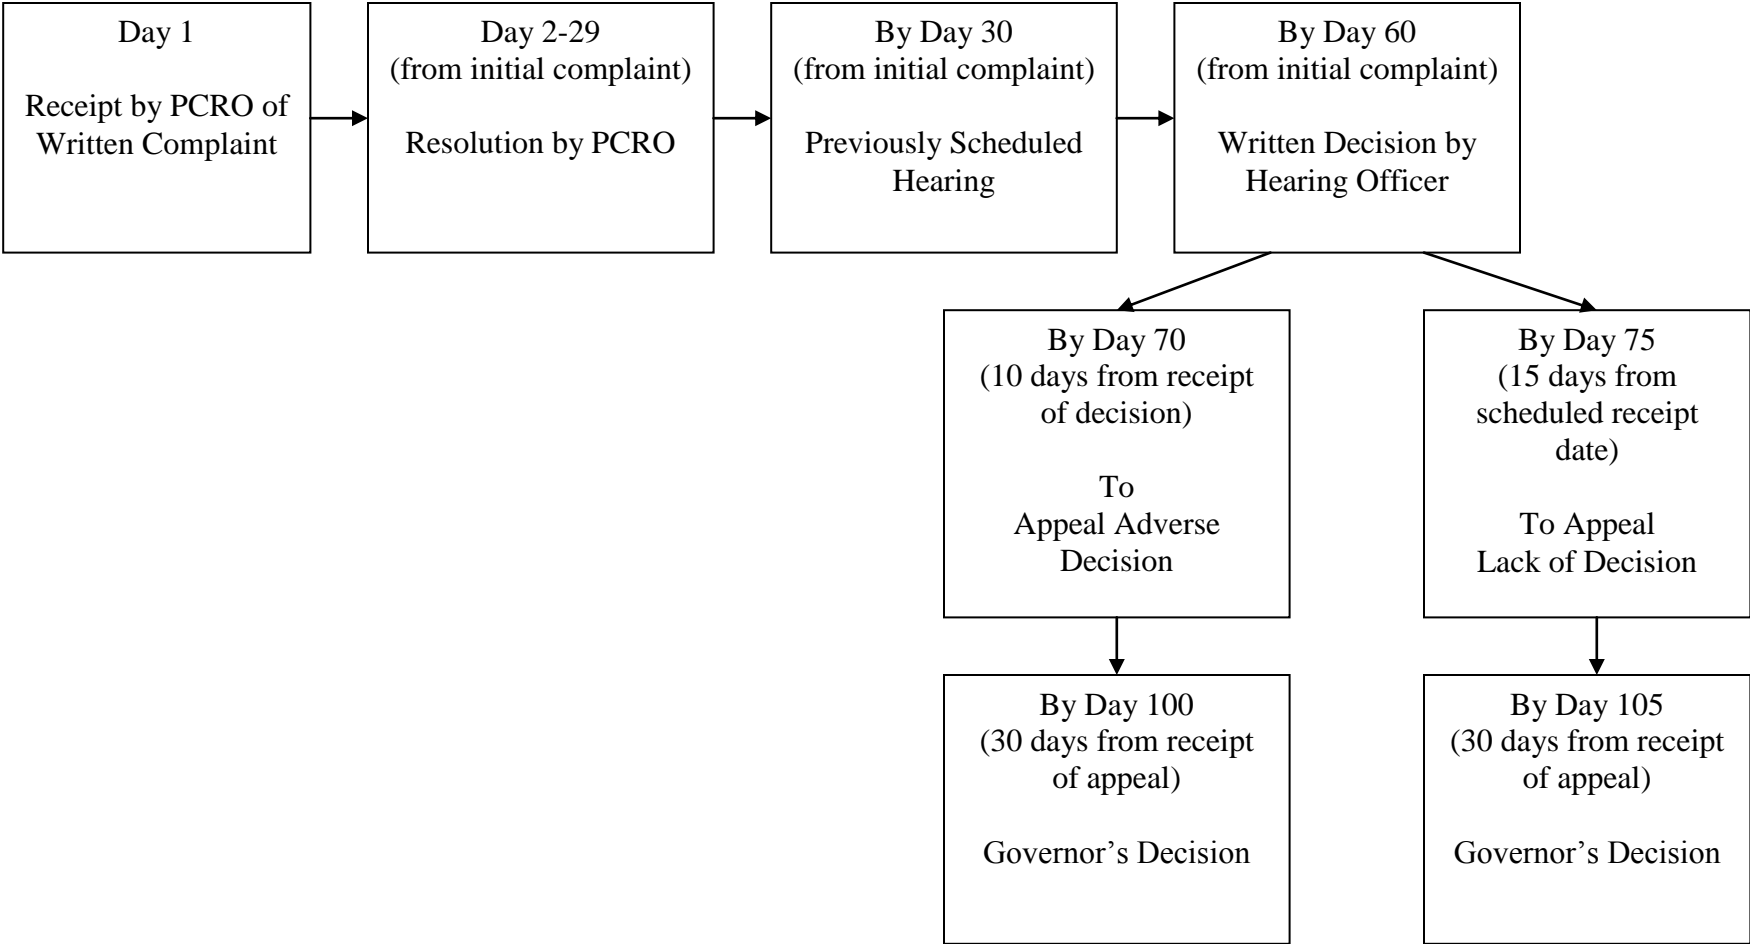 Day 1
Receipt by PCRO of
Written Complaint
Day 2-29
(from initial complaint)
Resolution by PCRO
By Day 30
(from initial complaint)
Previously Scheduled
Hearing
By Day 60
(from initial complaint)
Written Decision by
Hearing Officer
By Day 70
(10 days from receipt
of decision)
To
Appeal Adverse
Decision
By Day 75
(15 days from
scheduled receipt
date)
To Appeal
Lack of Decision
By Day 100
(30 days from receipt
of appeal)
Governor’s Decision
By Day 105
(30 days from receipt
of appeal)
Governor’s Decision